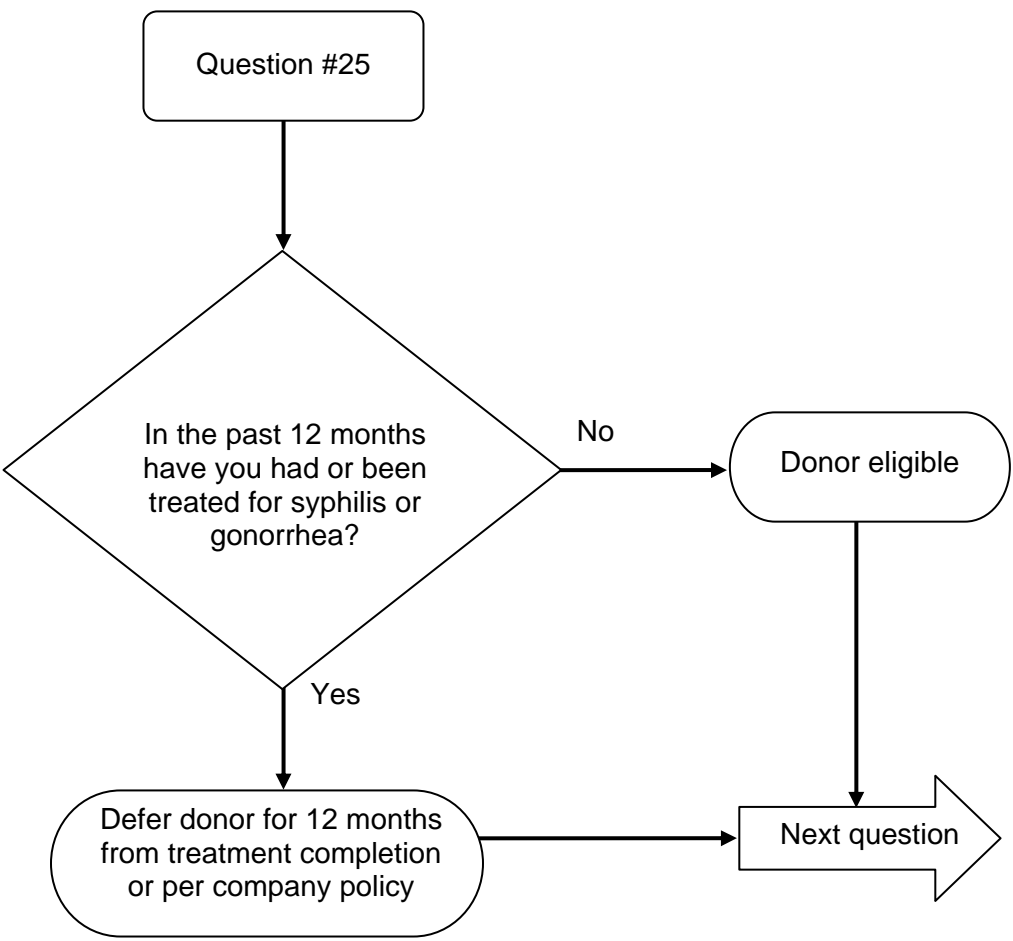 Question #25
In the past 12 months
have you had or been
treated for syphilis or
gonorrhea?
No
Donor eligible
Yes
Defer donor for 12 months
from treatment completion
or per company policy
Next question